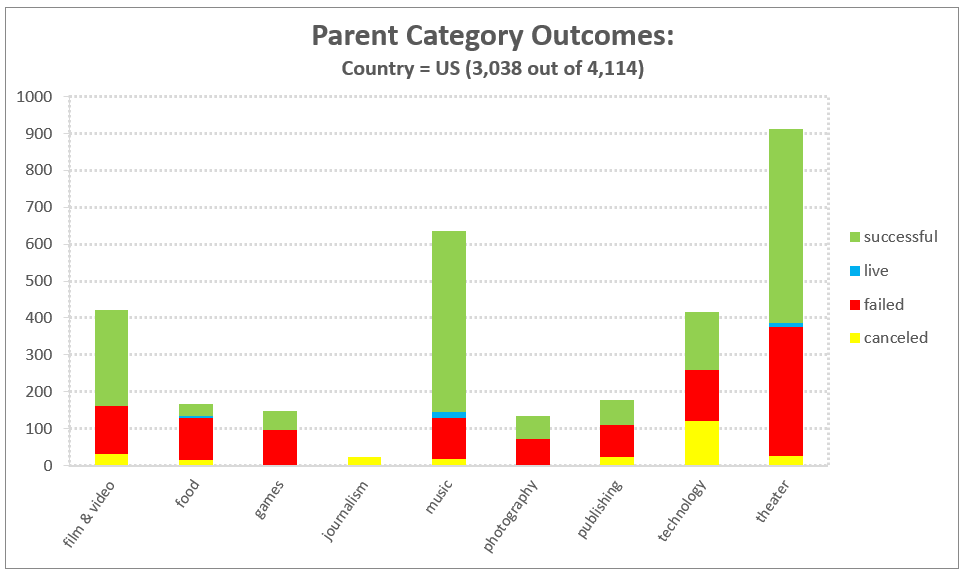 Parent Category Outcomes:
Country = US (3,038 out of 4,114)
1000
900
800
700
600
500
400
300
200
100
0
film & video
food
games
journalism
music
photography
publishing
technology
theater
successful
live
failed
canceled